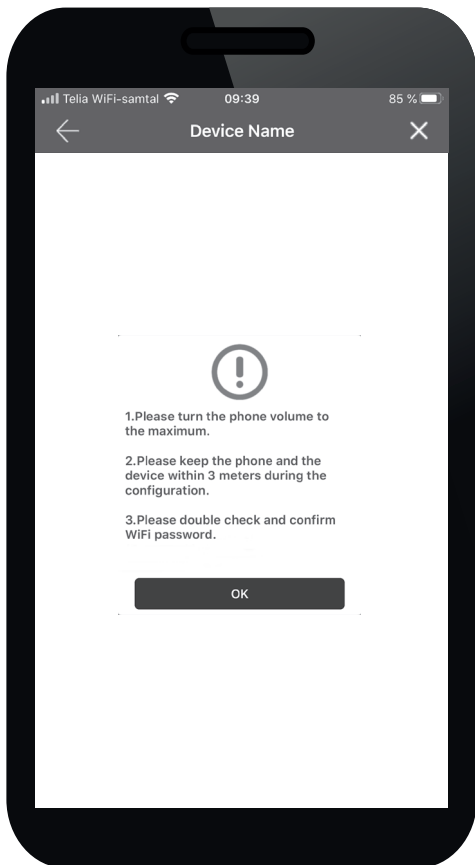 Telia WiFi-samtal 09:39 85 %
Device Name
1.Please turn the phone volume to
the maximum.
2.Please keep the phone and the
device within 3 meters during the
configuration.
3.Please double check and confirm
WiFi password.
OK